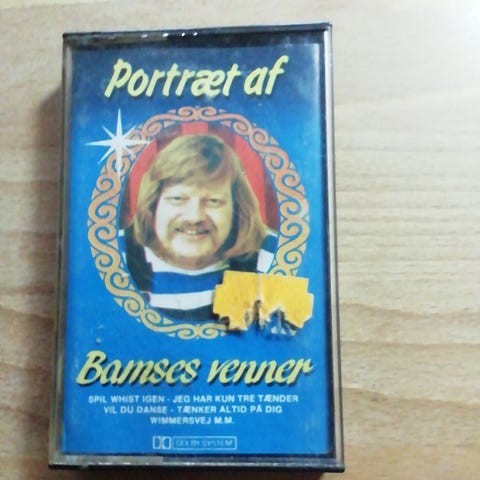 Portræt af
Bamses venner
SPIL WHIST IGEN - JEG HAR KUN TRE TÆNDER
VIL DU DANSE - TÆNKER ALTID PÅ DIG
WIMMERSVEJ M.M.
DOLBY SYSTEM